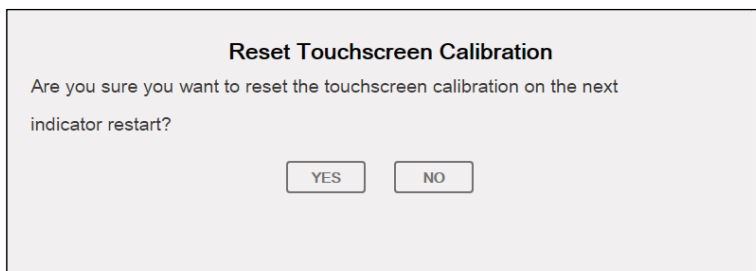 Reset Touchscreen Calibration
Are you sure you want to reset the touchscreen calibration on the next
indicator restart?
YES NO